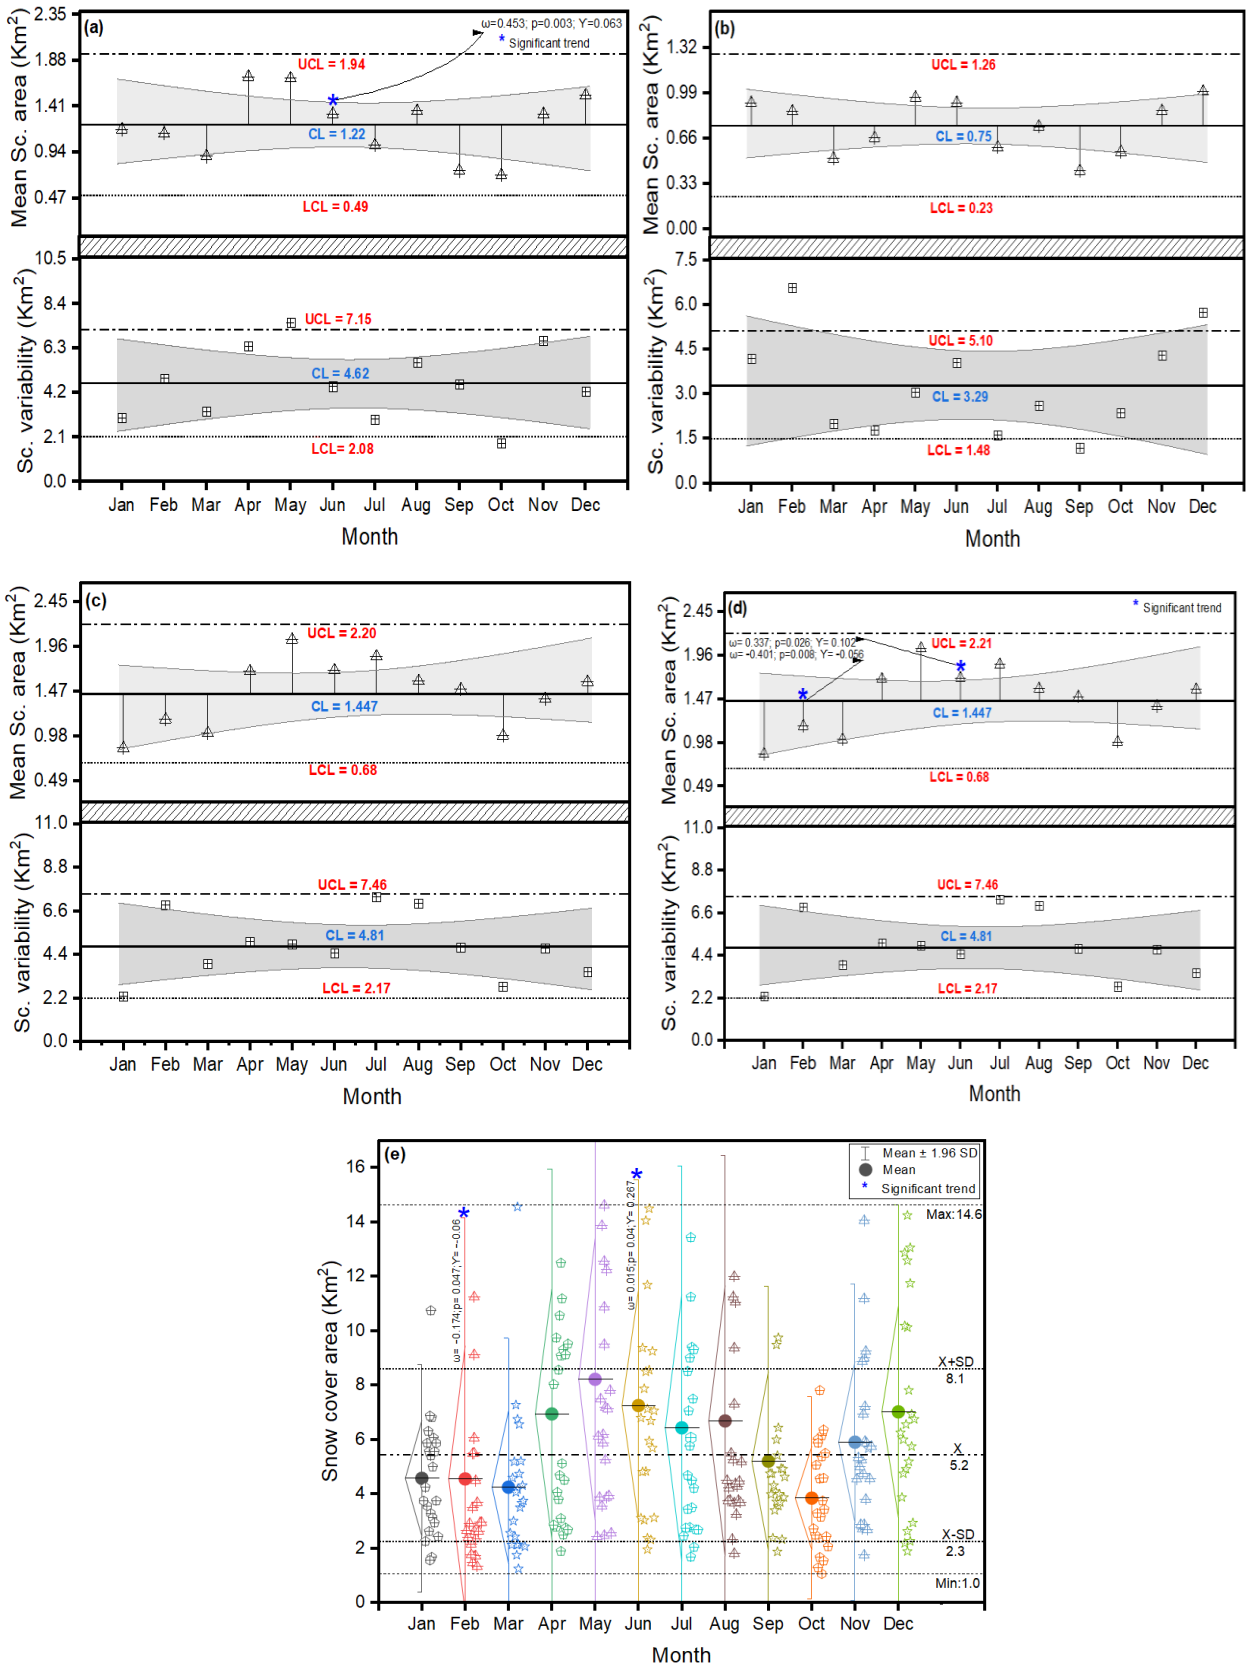 (a)
ω=0.453; p=0.003; Y=0.063
* Significant trend
Mean Sc. area (Km²)
2.35
1.88
1.41
0.94
0.47
UCL = 1.94
CL = 1.22
LCL = 0.49
Sc. variability (Km²)
10.5
8.4
6.3
4.2
2.1
0.0
UCL = 7.15
CL = 4.62
LCL= 2.08
Jan Feb Mar Apr May Jun Jul Aug Sep Oct Nov Dec
Month
(b)
Mean Sc. area (Km²)
1.32
0.99
0.66
0.33
0.00
UCL = 1.26
CL = 0.75
LCL = 0.23
Sc. variability (Km²)
7.5
6.0
4.5
3.0
1.5
0.0
UCL = 5.10
CL = 3.29
LCL = 1.48
Jan Feb Mar Apr May Jun Jul Aug Sep Oct Nov Dec
Month
(c)
Mean Sc. area (Km²)
2.45
1.96
1.47
0.98
0.49
UCL = 2.20
CL = 1.447
LCL = 0.68
Sc. variability (Km²)
11.0
8.8
6.6
4.4
2.2
0.0
UCL = 7.46
CL = 4.81
LCL = 2.17
Jan Feb Mar Apr May Jun Jul Aug Sep Oct Nov Dec
Month
(d)
* Significant trend
ω= 0.337; p=0.026; Y= 0.102
ω= -0.401; p=0.008; Y= -0.056
Mean Sc. area (Km²)
2.45
1.96
1.47
0.98
0.49
UCL = 2.21
CL = 1.447
LCL = 0.68
Sc. variability (Km²)
11.0
8.8
6.6
4.4
2.2
0.0
UCL = 7.46
CL = 4.81
LCL = 2.17
Jan Feb Mar Apr May Jun Jul Aug Sep Oct Nov Dec
Month
(e)
Mean ± 1.96 SD
Mean
* Significant trend
Snow cover area (Km²)
16
14
12
10
8
6
4
2
0
ω= -0.174;p= 0.047;Y= --0.06
ω= 0.015;p= 0.04;Y= 0.267
Max:14.6
X+SD
8.1
X
5.2
X-SD
2.3
Min:1.0
Jan Feb Mar Apr May Jun Jul Aug Sep Oct Nov Dec
Month